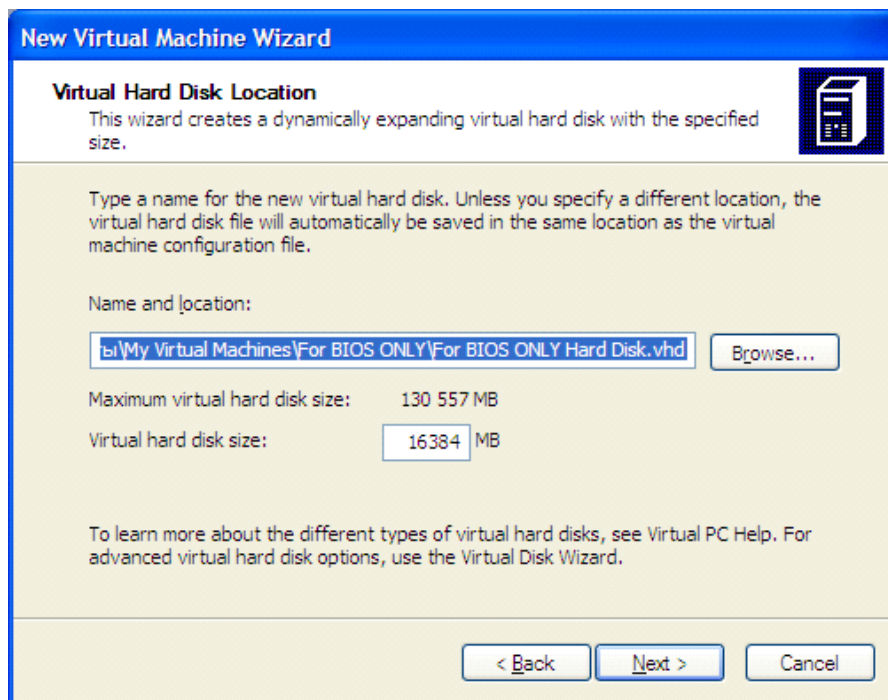 New Virtual Machine Wizard
Virtual Hard Disk Location
This wizard creates a dynamically expanding virtual hard disk with the specified
size.
Type a name for the new virtual hard disk. Unless you specify a different location, the
virtual hard disk file will automatically be saved in the same location as the virtual
machine configuration file.
Name and location:
ты\My Virtual Machines\For BIOS ONLY\For BIOS ONLY Hard Disk.vhd Browse...
Maximum virtual hard disk size: 130 557 MB
Virtual hard disk size: 16384 MB
To learn more about the different types of virtual hard disks, see Virtual PC Help. For
advanced virtual hard disk options, use the Virtual Disk Wizard.
< Back Next > Cancel